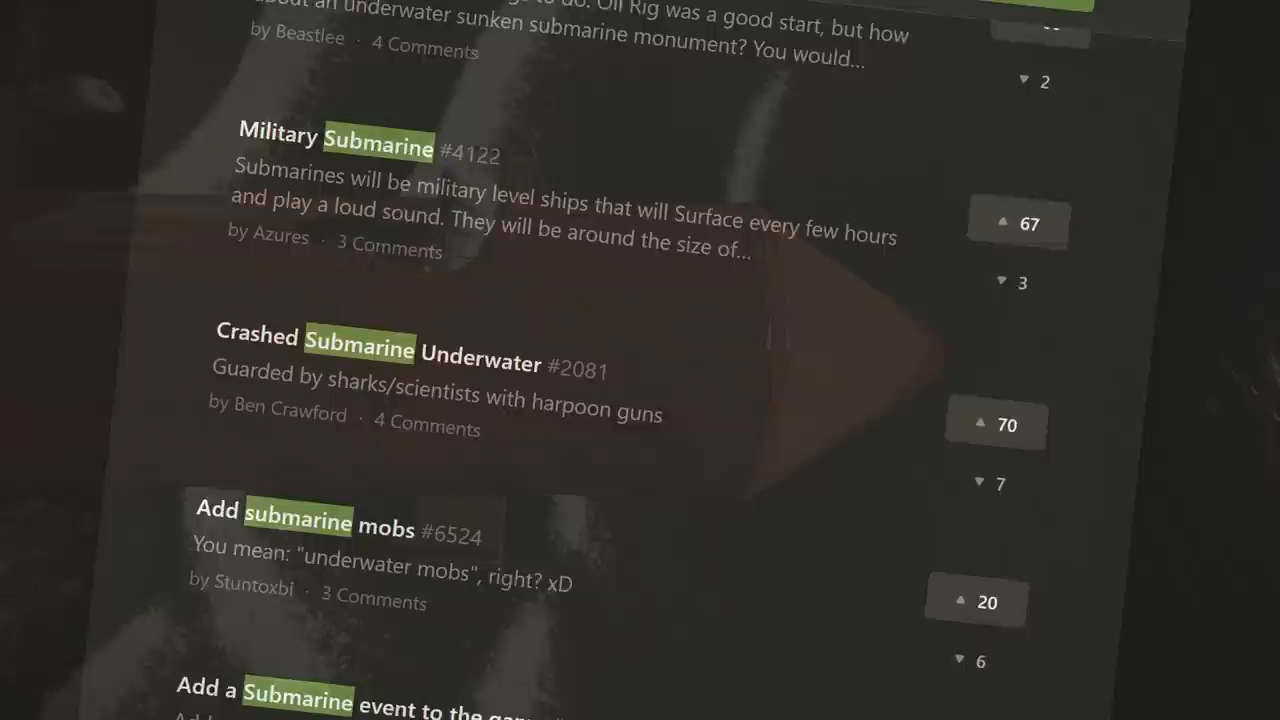 to do. Oil Rig was a good start, but how
about an underwater sunken submarine monument? You would...
by Beastlee · 4 Comments
2
Military Submarine #4122
Submarines will be military level ships that will Surface every few hours
and play a loud sound. They will be around the size of...
by Azures · 3 Comments
67
3
Crashed Submarine Underwater #2081
Guarded by sharks/scientists with harpoon guns
by Ben Crawford · 4 Comments
70
7
Add submarine mobs #6524
You mean: "underwater mobs", right? xD
by Stuntoxbi · 3 Comments
20
6
Add a Submarine event to the